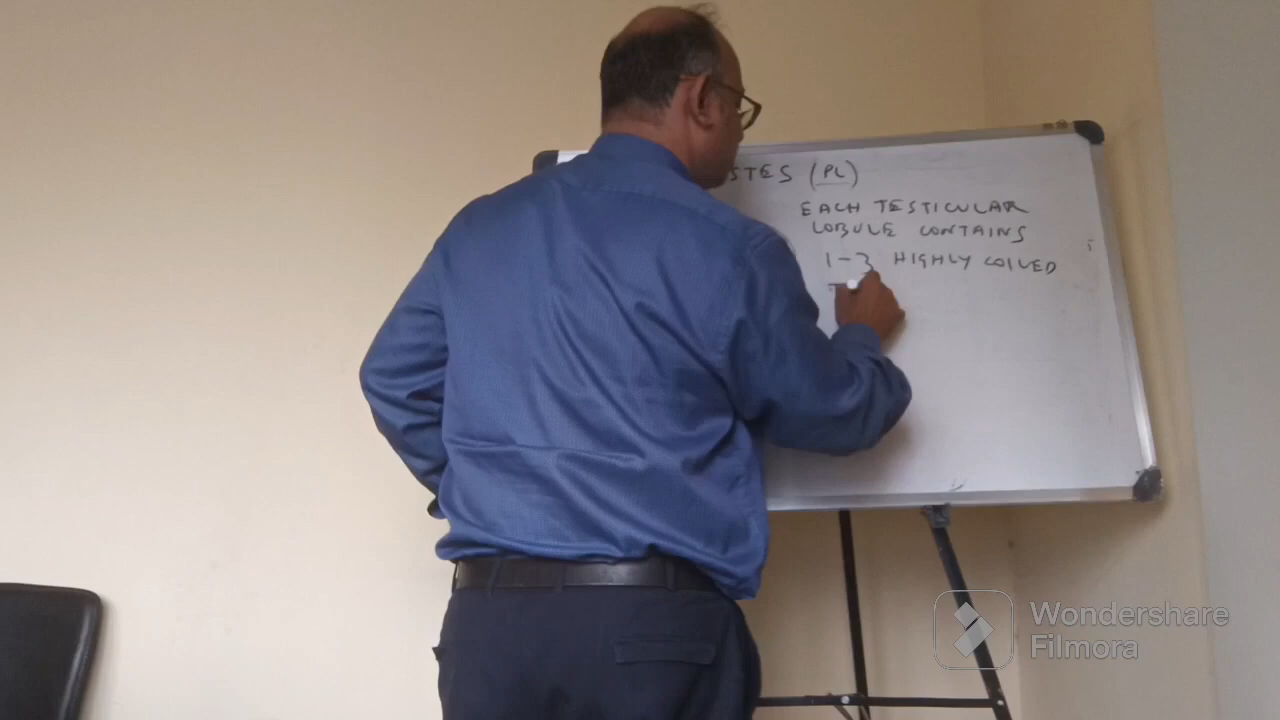 STES (PL)
EACH TESTICULAR
LOBULE CONTAINS
1-3 HIGHLY COILED
Wondershare
Filmora